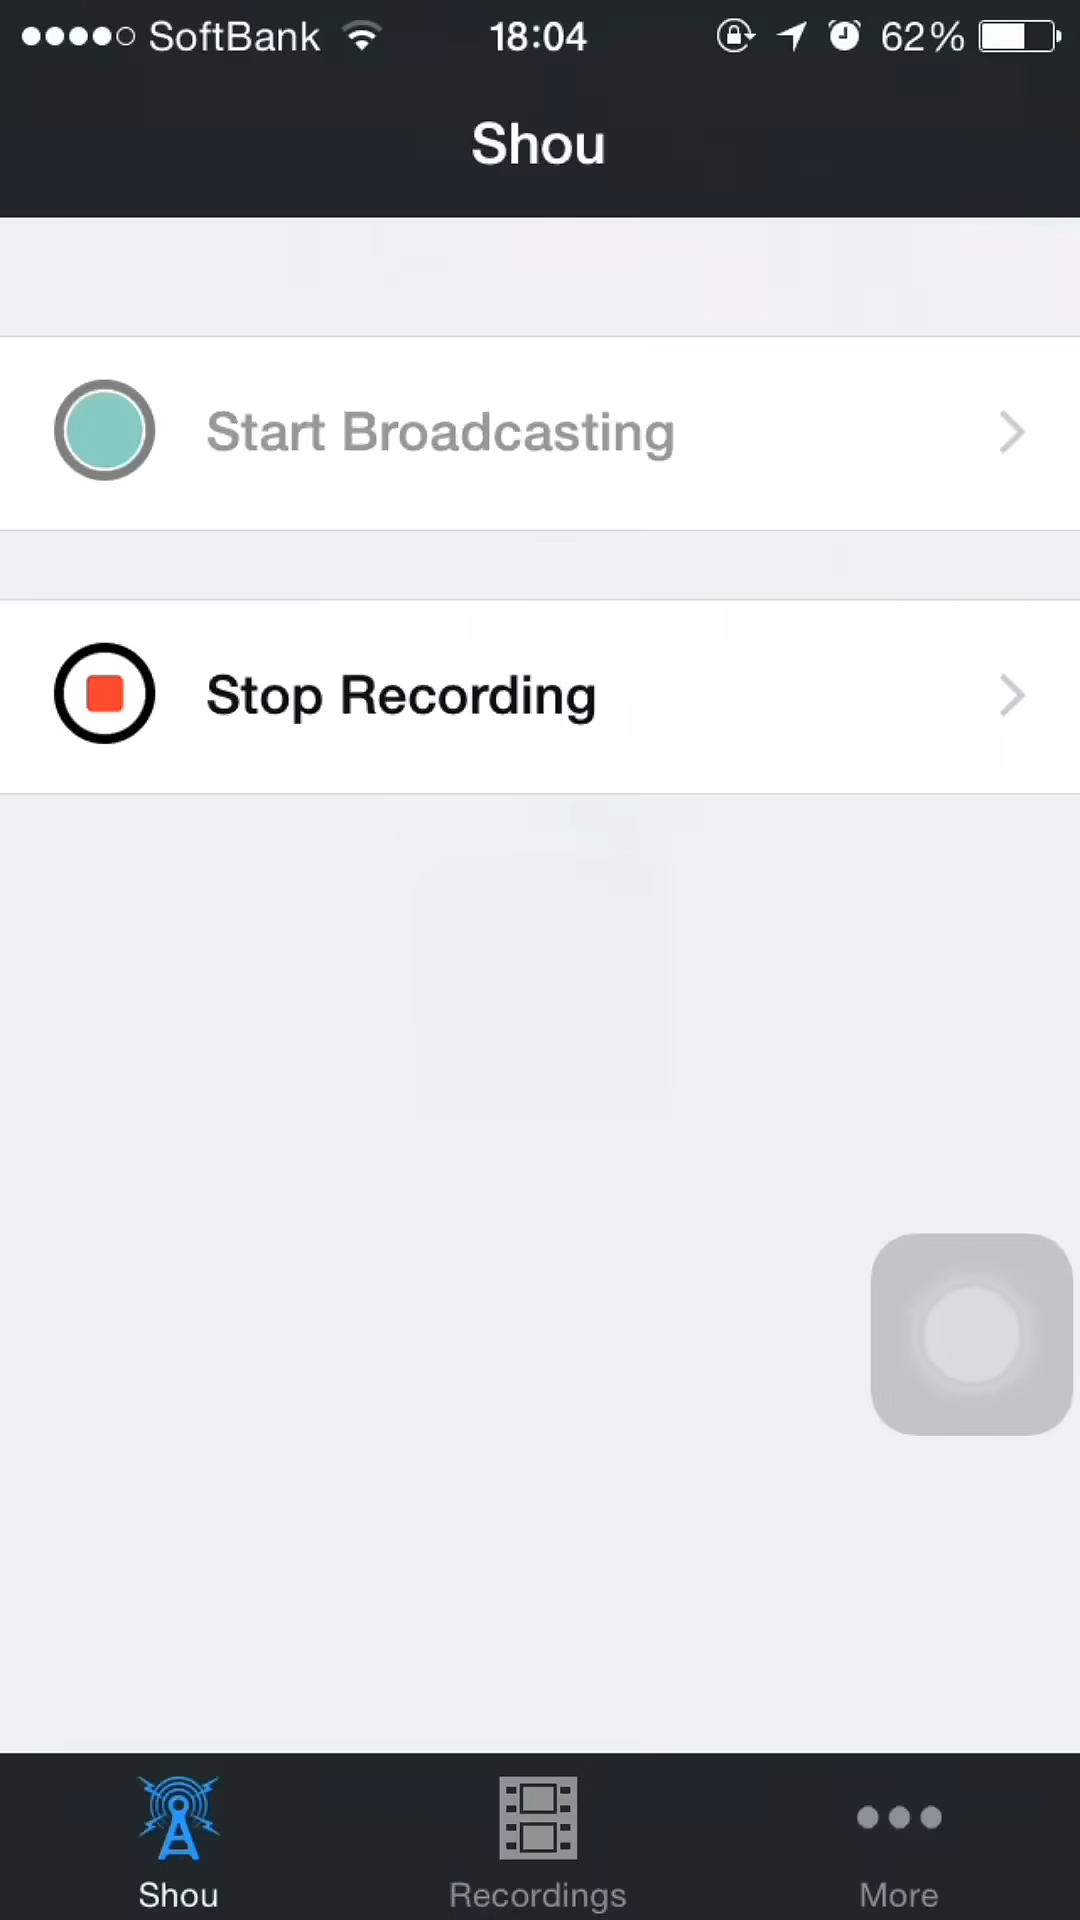 SoftBank 18:04 62%
Shou
Start Broadcasting
Stop Recording
Shou Recordings More